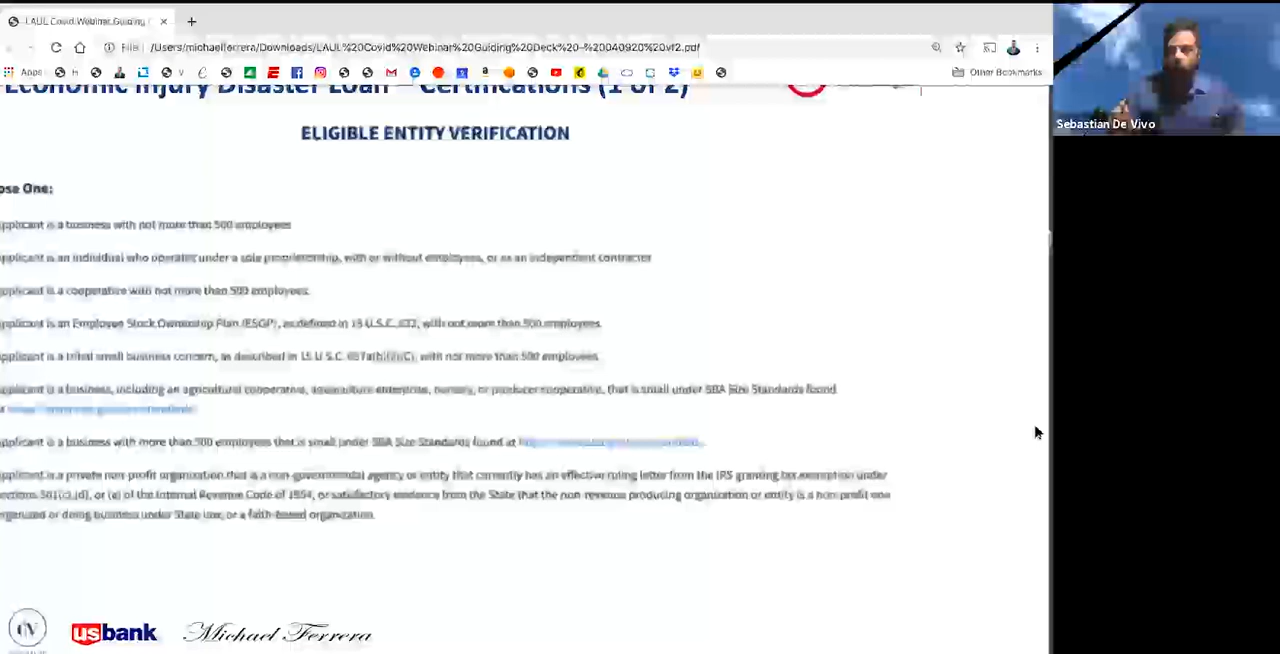 LAUL Covid Webinar Guiding
File /Users/michaelferrera/Downloads/LAUL%20Covid%20Webinar%20Guiding%20Deck%20-%20040920%20vf2.pdf
Apps H V Other Bookmarks
Economic Injury Disaster Loan – Certifications (1 of 2)
Sebastian De Vivo
ELIGIBLE ENTITY VERIFICATION
ose One:
pplicant is a business with not more than 500 employees
pplicant is an individual who operates under a sole proprietorship, with or without employees, or as an independent contractor
pplicant is a cooperative with not more than 500 employees.
pplicant is an Employee Stock Ownership Plan (ESOP), as defined in 15 U.S.C. 632, with not more than 500 employees.
pplicant is a tribal small business concern, as described in 15 U.S.C. with not more than 500 employees
pplicant is a business, including an agricultural cooperative, aquaculture enterprise, nursery, or producer cooperative, that is small under SBA Size Standards found
pplicant is a business with more than 500 employees that is small under SBA Size Standards found at
pplicant is a private non-profit organization that is a non-governmental agency or entity that currently has an effective ruling letter from the IRS granting tax exemption under
ections 501(c), (d), or (e) of the Internal Revenue Code of 1954, or satisfactory evidence from the State that the non-revenue producing organization or entity is a non-profit one
rganized or doing business under State law, or a faith-based organization.
usbank Michael Ferrera